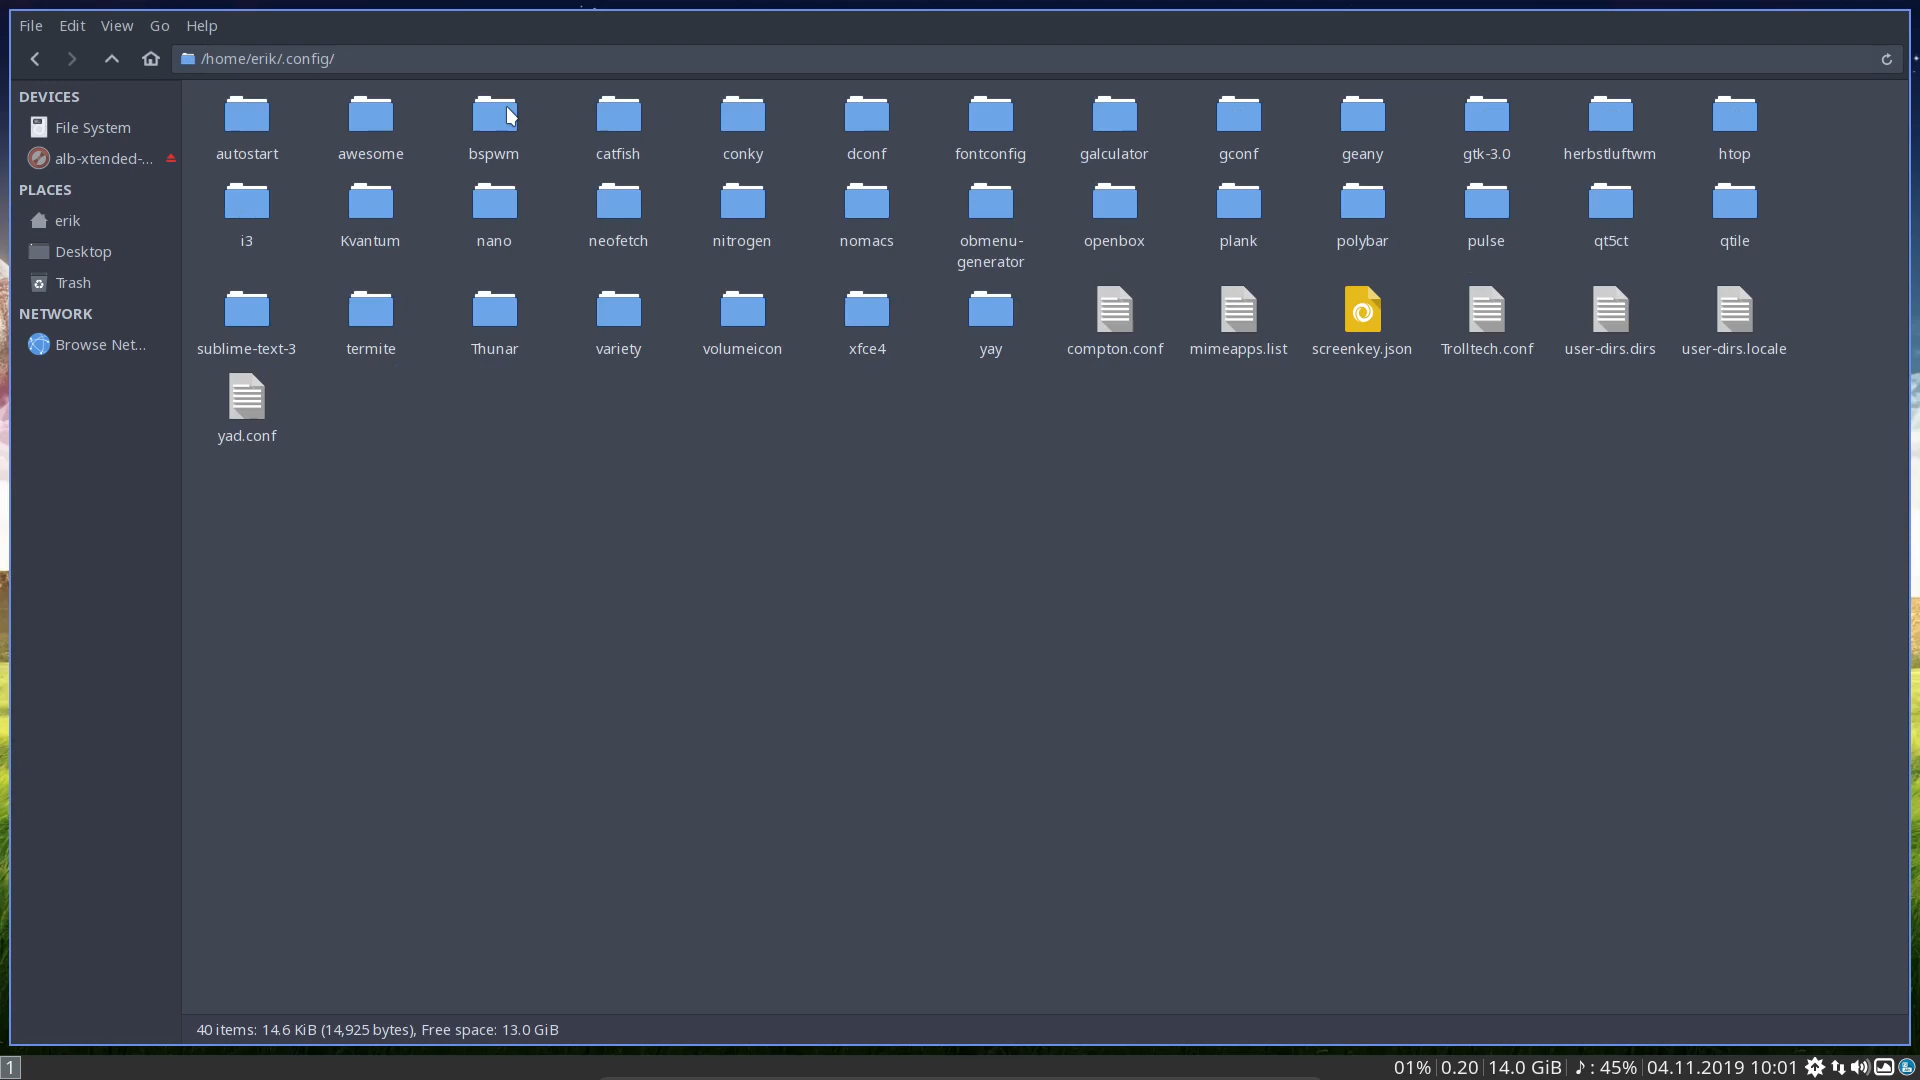 File Edit View Go Help
/home/erik/.config/
DEVICES
File System
alb-xtended-...
PLACES
erik
Desktop
Trash
NETWORK
Browse Net...
autostart awesome bspwm catfish conky dconf fontconfig galculator gconf geany gtk-3.0 herbstluftwm htop
i3 Kvantum nano neofetch nitrogen nomacs obmenu-generator openbox plank polybar pulse qt5ct qtile
sublime-text-3 termite Thunar variety volumeicon xfce4 yay compton.conf mimeapps.list screenkey.json Trolltech.conf user-dirs.dirs user-dirs.locale
yad.conf
40 items: 14.6 KiB (14,925 bytes), Free space: 13.0 GiB
1 01% 0.20 14.0 GiB ♪: 45% 04.11.2019 10:01